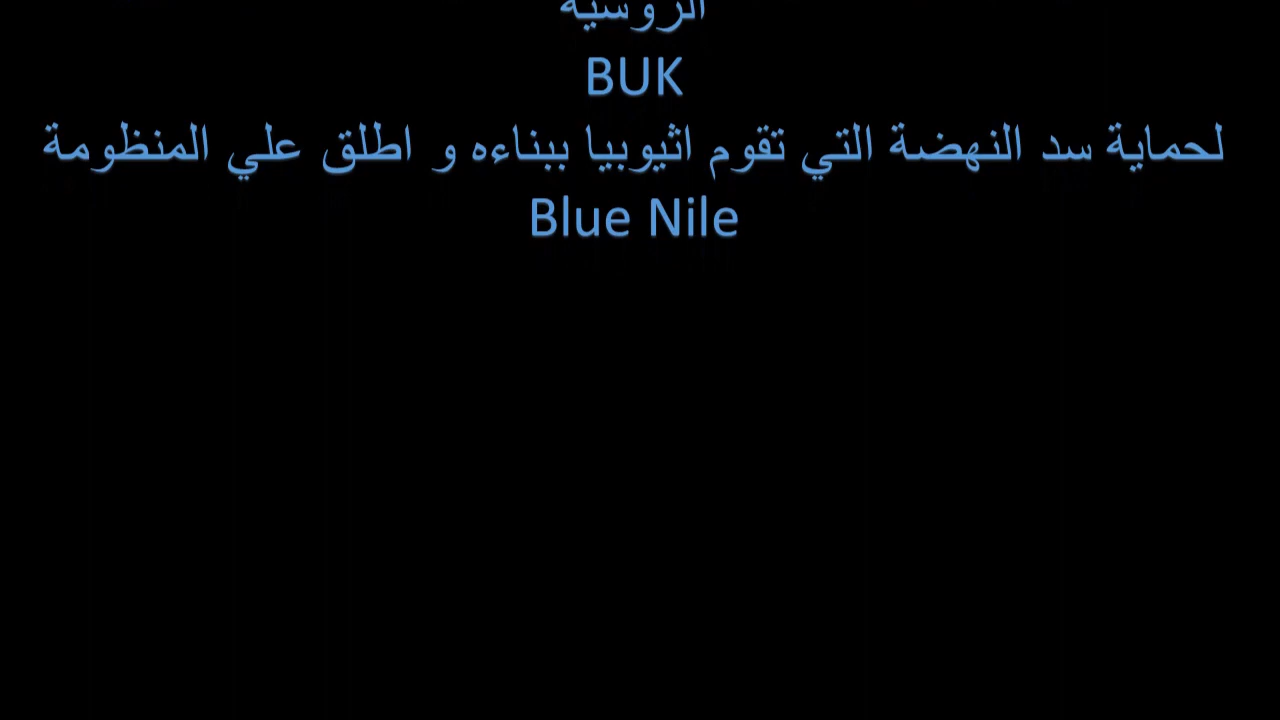 الروسية
BUK
لحماية سد النهضة التي تقوم اثيوبيا ببناءه و اطلق علي المنظومة
Blue Nile